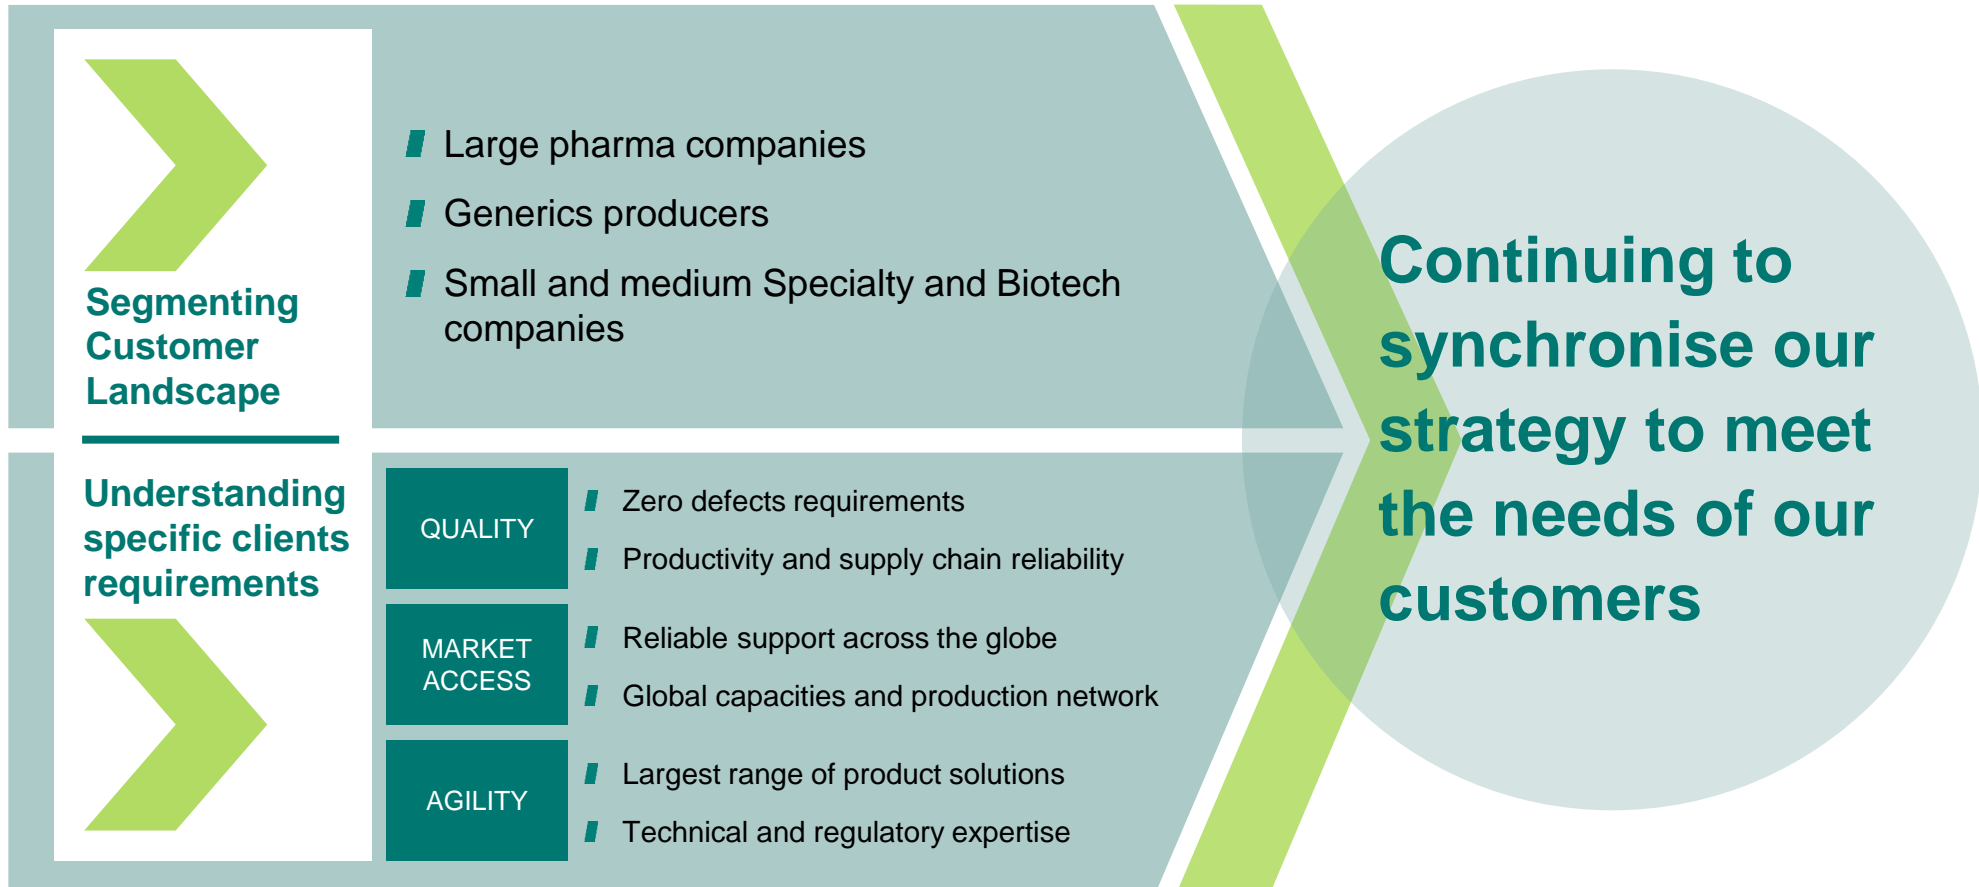 Segmenting
Customer
Landscape
Large pharma companies
Generics producers
Small and medium Specialty and Biotech
companies
Understanding
specific clients
requirements
QUALITY
Zero defects requirements
Productivity and supply chain reliability
MARKET
ACCESS
Reliable support across the globe
Global capacities and production network
AGILITY
Largest range of product solutions
Technical and regulatory expertise
Continuing to
synchronise our
strategy to meet
the needs of our
customers